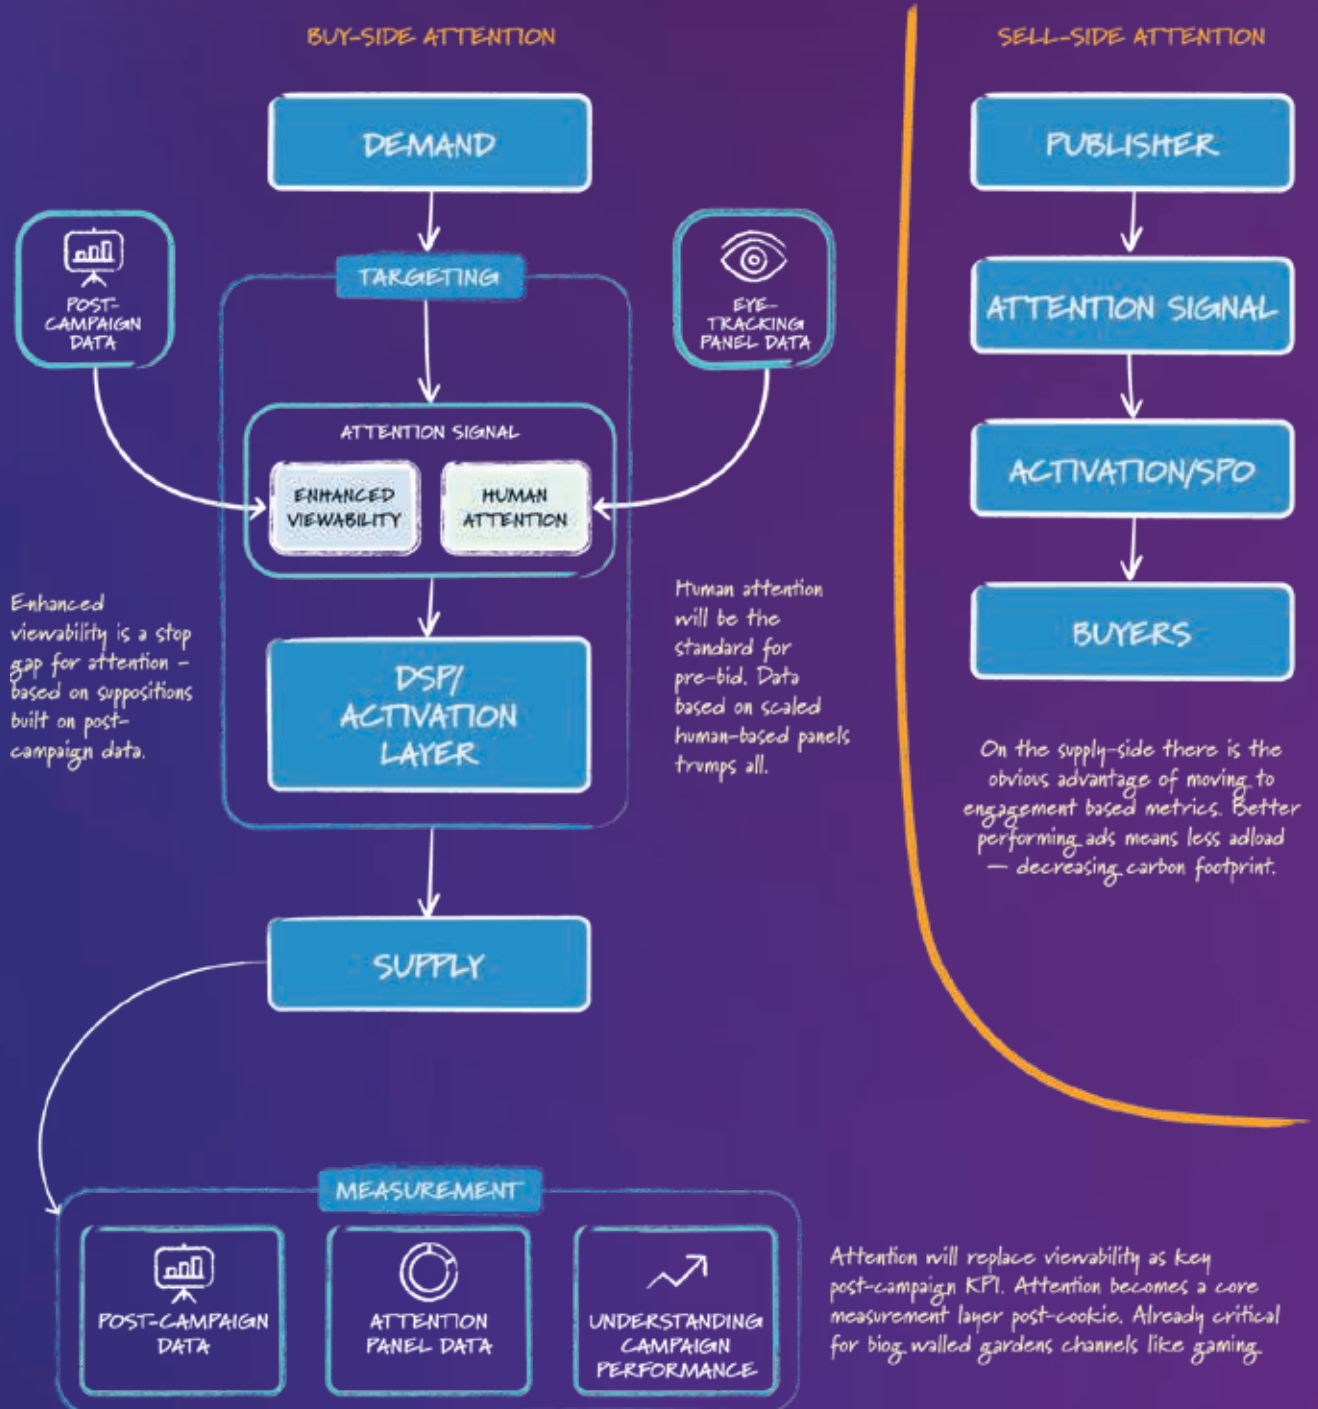 BUY-SIDE ATTENTION
DEMAND
TARGETING
POST-
CAMPAIGN
DATA
EYE-
TRACKING
PANEL DATA
ATTENTION SIGNAL
ENHANCED
VIEWABILITY
HUMAN
ATTENTION
Enhanced
viewability is a stop
gap for attention –
based on suppositions
built on post-
campaign data.
DSP/
ACTIVATION
LAYER
Human attention
will be the
standard for
pre-bid. Data
based on scaled
human-based panels
trumps all.
SUPPLY
MEASUREMENT
POST-CAMPAIGN
DATA
ATTENTION
PANEL DATA
UNDERSTANDING
CAMPAIGN
PERFORMANCE
Attention will replace viewability as key
post-campaign KPI. Attention becomes a core
measurement layer post-cookie. Already critical
for biog walled gardens channels like gaming
SELL-SIDE ATTENTION
PUBLISHER
ATTENTION SIGNAL
ACTIVATION/SPO
BUYERS
On the supply-side there is the
obvious advantage of moving to
engagement based metrics. Better
performing ads means less adload
— decreasing carbon footprint.